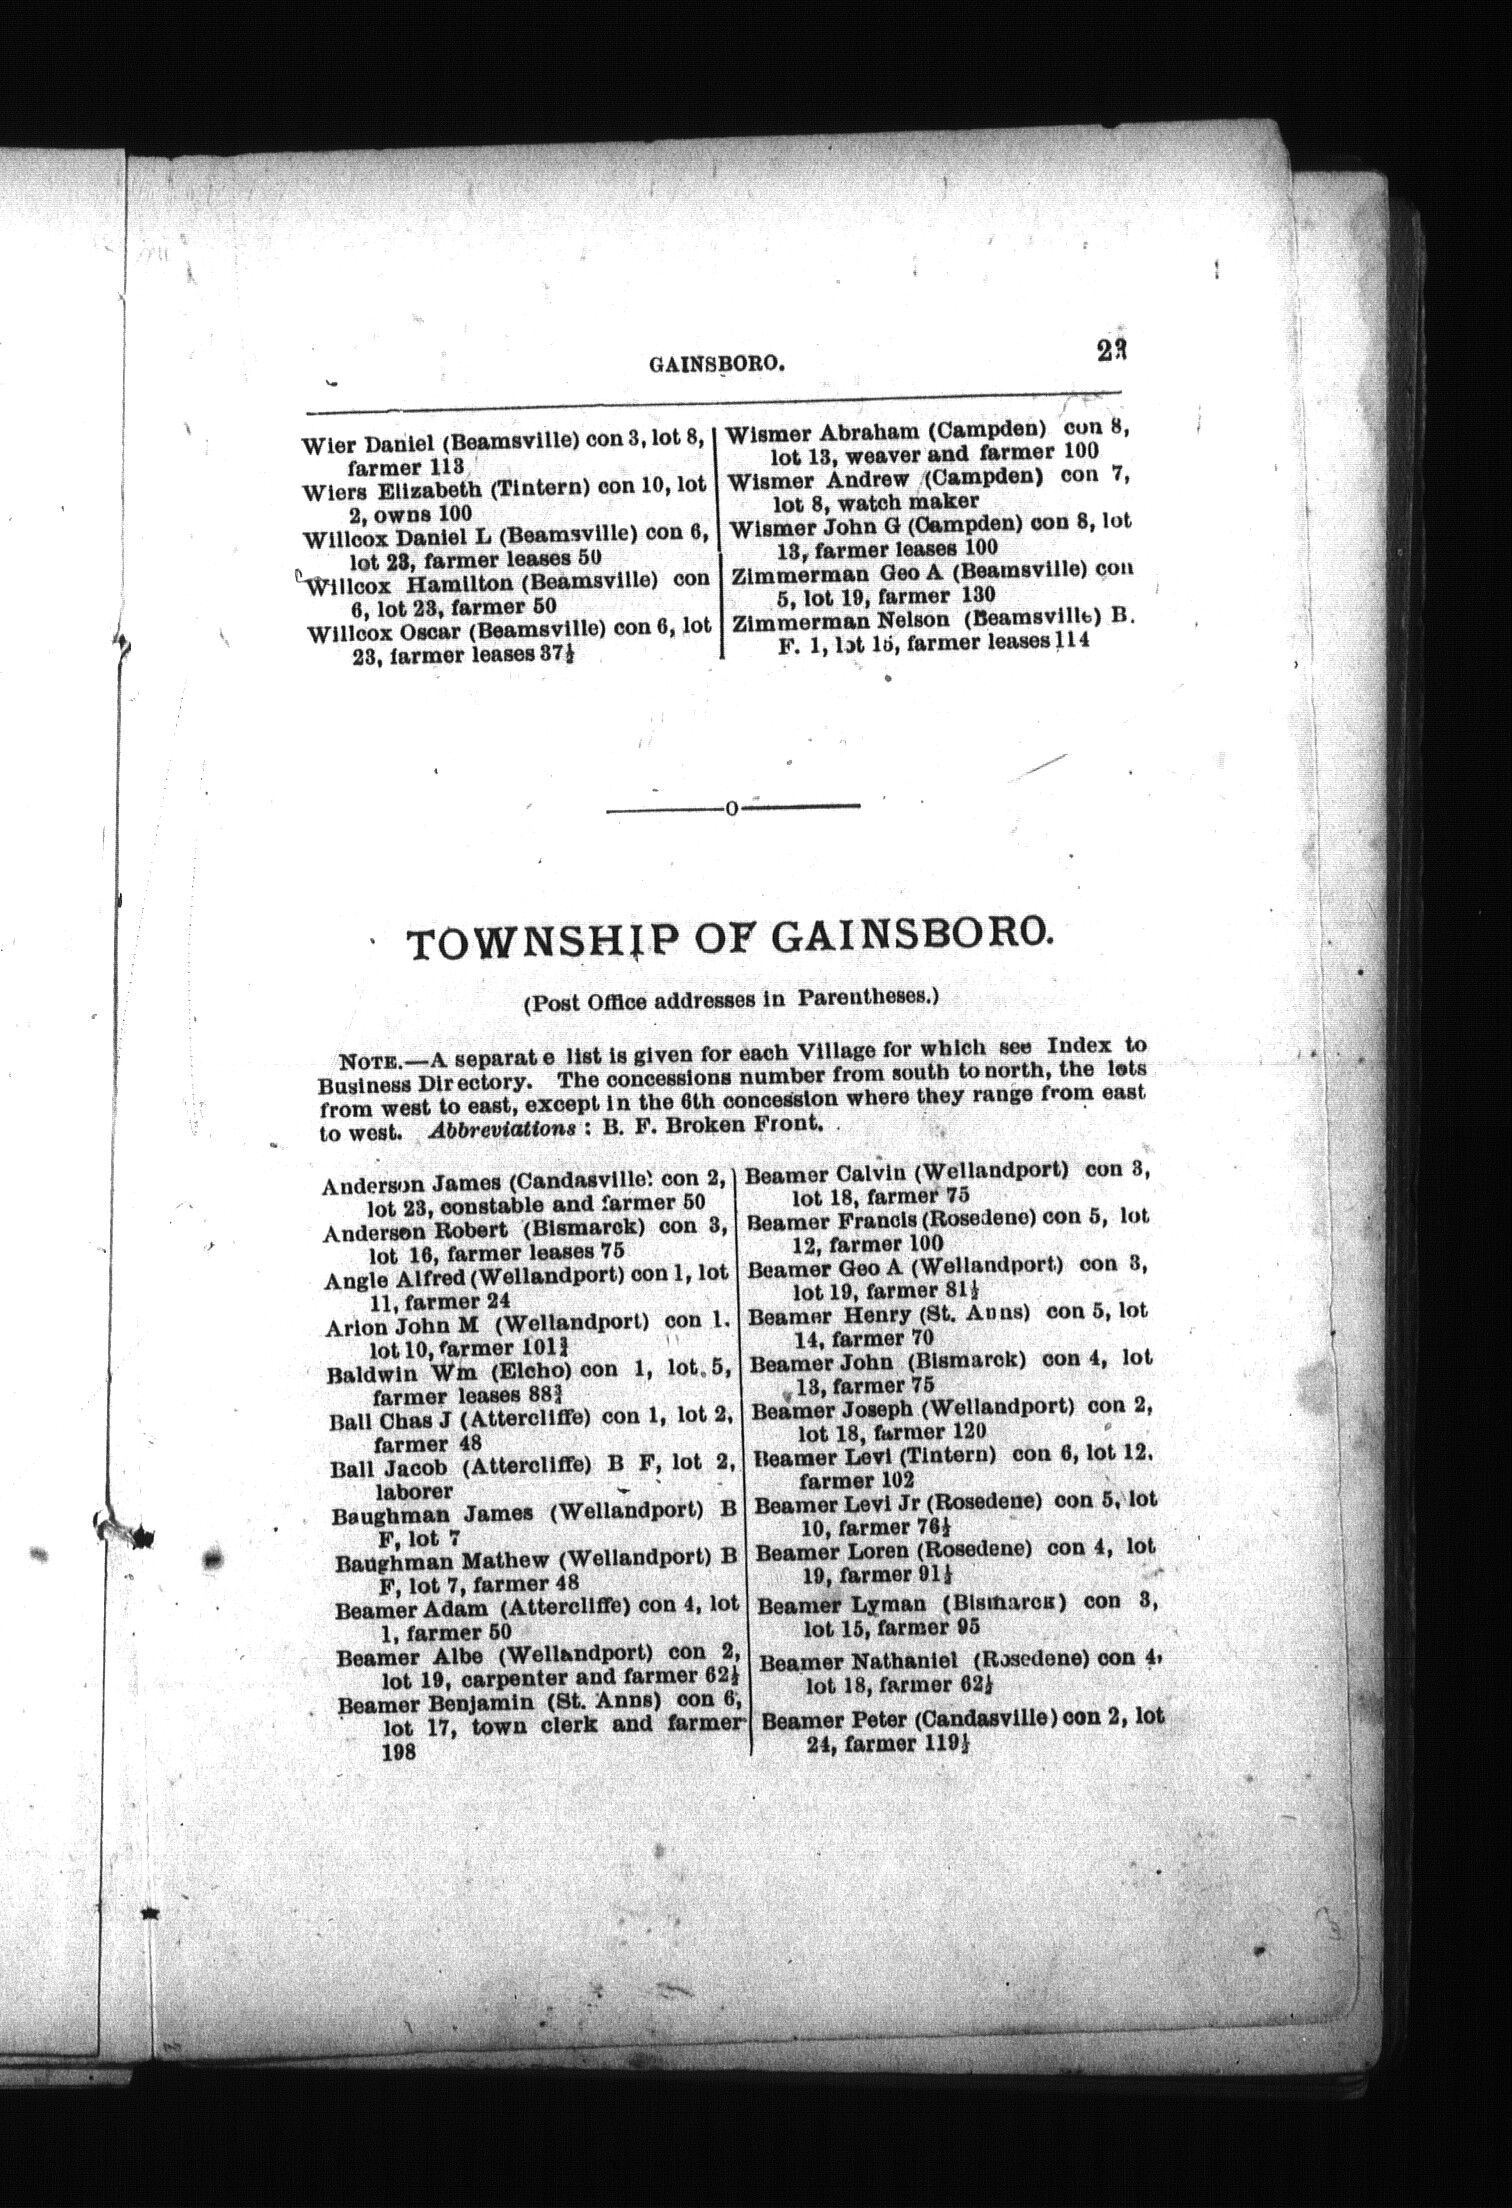 GAINSBORO.
23
Wier Daniel (Beamsville) con 3, lot 8,
farmer 113
Wiers Elizabeth (Tintern) con 10, lot
2, owns 100
Willcox Daniel L (Beamsville) con 6,
lot 23, farmer leases 50
Willcox Hamilton (Beamsville) con
6, lot 23, farmer 50
Willcox Oscar (Beamsville) con 6, lot
23, farmer leases 37½
Wismer Abraham (Campden) con 8,
lot 13, weaver and farmer 100
Wismer Andrew (Campden) con 7,
lot 8, watch maker
Wismer John G (Campden) con 8, lot
13, farmer leases 100
Zimmerman Geo A (Beamsville) con
5, lot 19, farmer 130
Zimmerman Nelson (Beamsville) B.
F. 1, lot 15, farmer leases 114
O
TOWNSHIP OF GAINSBORO.
(Post Office addresses in Parentheses.)
NOTE.—A separate list is given for each Village for which see Index to
Business Directory. The concessions number from south to north, the lots
from west to east, except in the 6th concession where they range from east
to west. Abbreviations : B. F. Broken Front.
Anderson James (Candasville) con 2,
lot 23, constable and farmer 50
Anderson Robert (Bismarck) con 3,
lot 16, farmer leases 75
Angle Alfred (Wellandport) con 1, lot
11, farmer 24
Arion John M (Wellandport) con 1.
lot 10, farmer 101¾
Baldwin Wm (Elcho) con 1, lot 5,
farmer leases 88¾
Ball Chas J (Attercliffe) con 1, lot 2,
farmer 48
Ball Jacob (Attercliffe) B F, lot 2,
laborer
Baughman James (Wellandport) B
F, lot 7
Baughman Mathew (Wellandport) B
F, lot 7, farmer 48
Beamer Adam (Attercliffe) con 4, lot
1, farmer 50
Beamer Albe (Wellandport) con 2,
lot 19, carpenter and farmer 62½
Beamer Benjamin (St. Anns) con 6,
lot 17, town clerk and farmer
198
Beamer Calvin (Wellandport) con 3,
lot 18, farmer 75
Beamer Francis (Rosedene) con 5, lot
12, farmer 100
Beamer Geo A (Wellandport) con 3,
lot 19, farmer 81½
Beamer Henry (St. Anns) con 5, lot
14, farmer 70
Beamer John (Bismarck) con 4, lot
13, farmer 75
Beamer Joseph (Wellandport) con 2,
lot 18, farmer 120
Beamer Levi (Tintern) con 6, lot 12.
farmer 102
Beamer Levi Jr (Rosedene) con 5, lot
10, farmer 76½
Beamer Loren (Rosedene) con 4, lot
19, farmer 91½
Beamer Lyman (Bismarck) con 3,
lot 15, farmer 95
Beamer Nathaniel (Rosedene) con 4,
lot 18, farmer 62½
Beamer Peter (Candasville) con 2, lot
24, farmer 119½